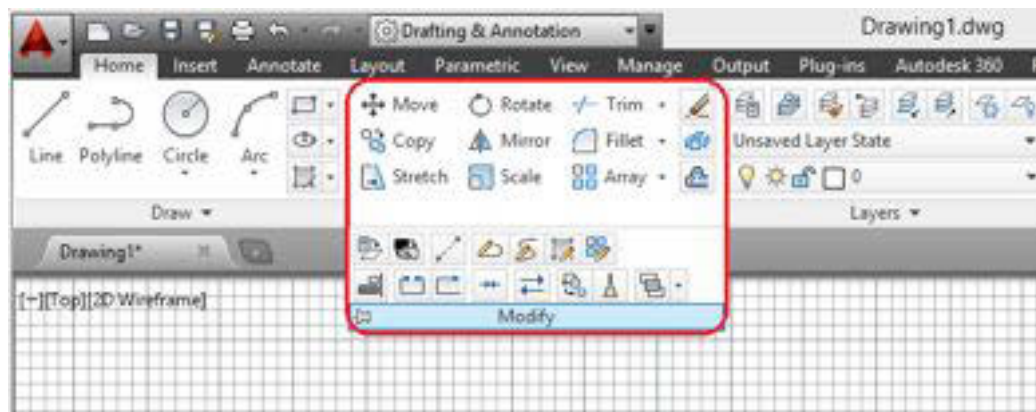 Drafting & Annotation Drawing1.dwg
Home Insert Annotate Layout Parametric View Manage Output Plug-ins Autodesk 360
Move Rotate Trim
Line Polyline Circle Arc Copy Mirror Fillet Unsaved Layer State
Stretch Scale Array 0
Draw Layers
Drawing1*
[−][Top][2D Wireframe]
Modify